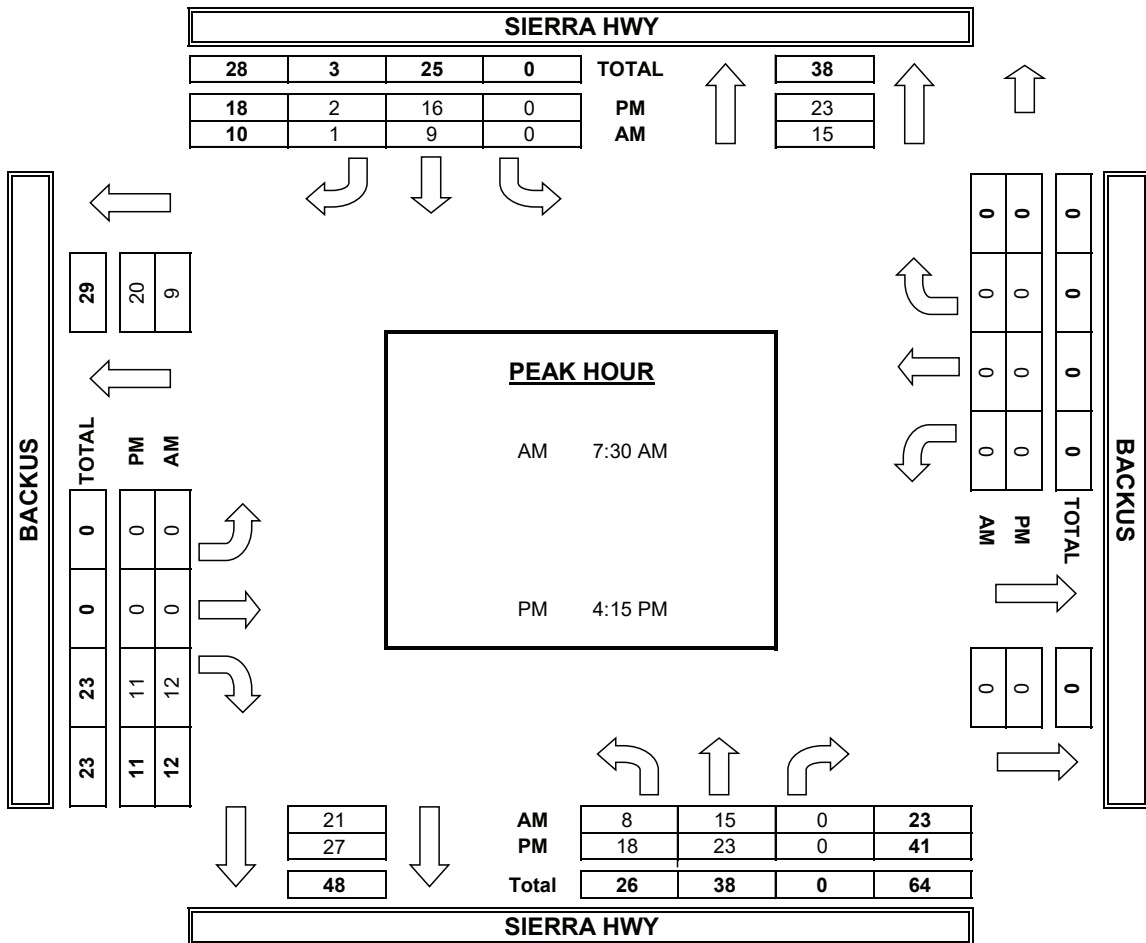 SIERRA HWY
28 3 25 0 TOTAL 38
18 2 16 0 PM 23
10 1 9 0 AM 15
BACKUS
29 20 9
TOTAL PM AM
0 0 0
0 0 0
23 11 12
23 11 12
PEAK HOUR
AM 7:30 AM
PM 4:15 PM
0 0 0
0 0 0
0 0 0
0 0 0
AM PM TOTAL
0 0 0
BACKUS
21 AM 8 15 0 23
27 PM 18 23 0 41
48 Total 26 38 0 64
SIERRA HWY